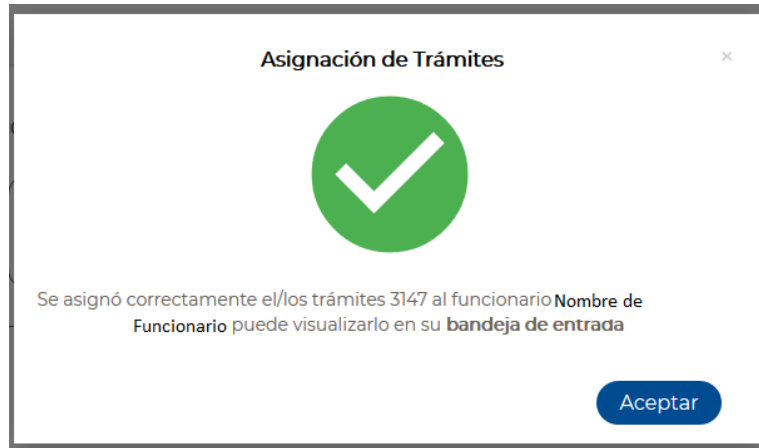 Asignación de Trámites
×
Se asignó correctamente el/los trámites 3147 al funcionario Nombre de
Funcionario puede visualizarlo en su bandeja de entrada
Aceptar